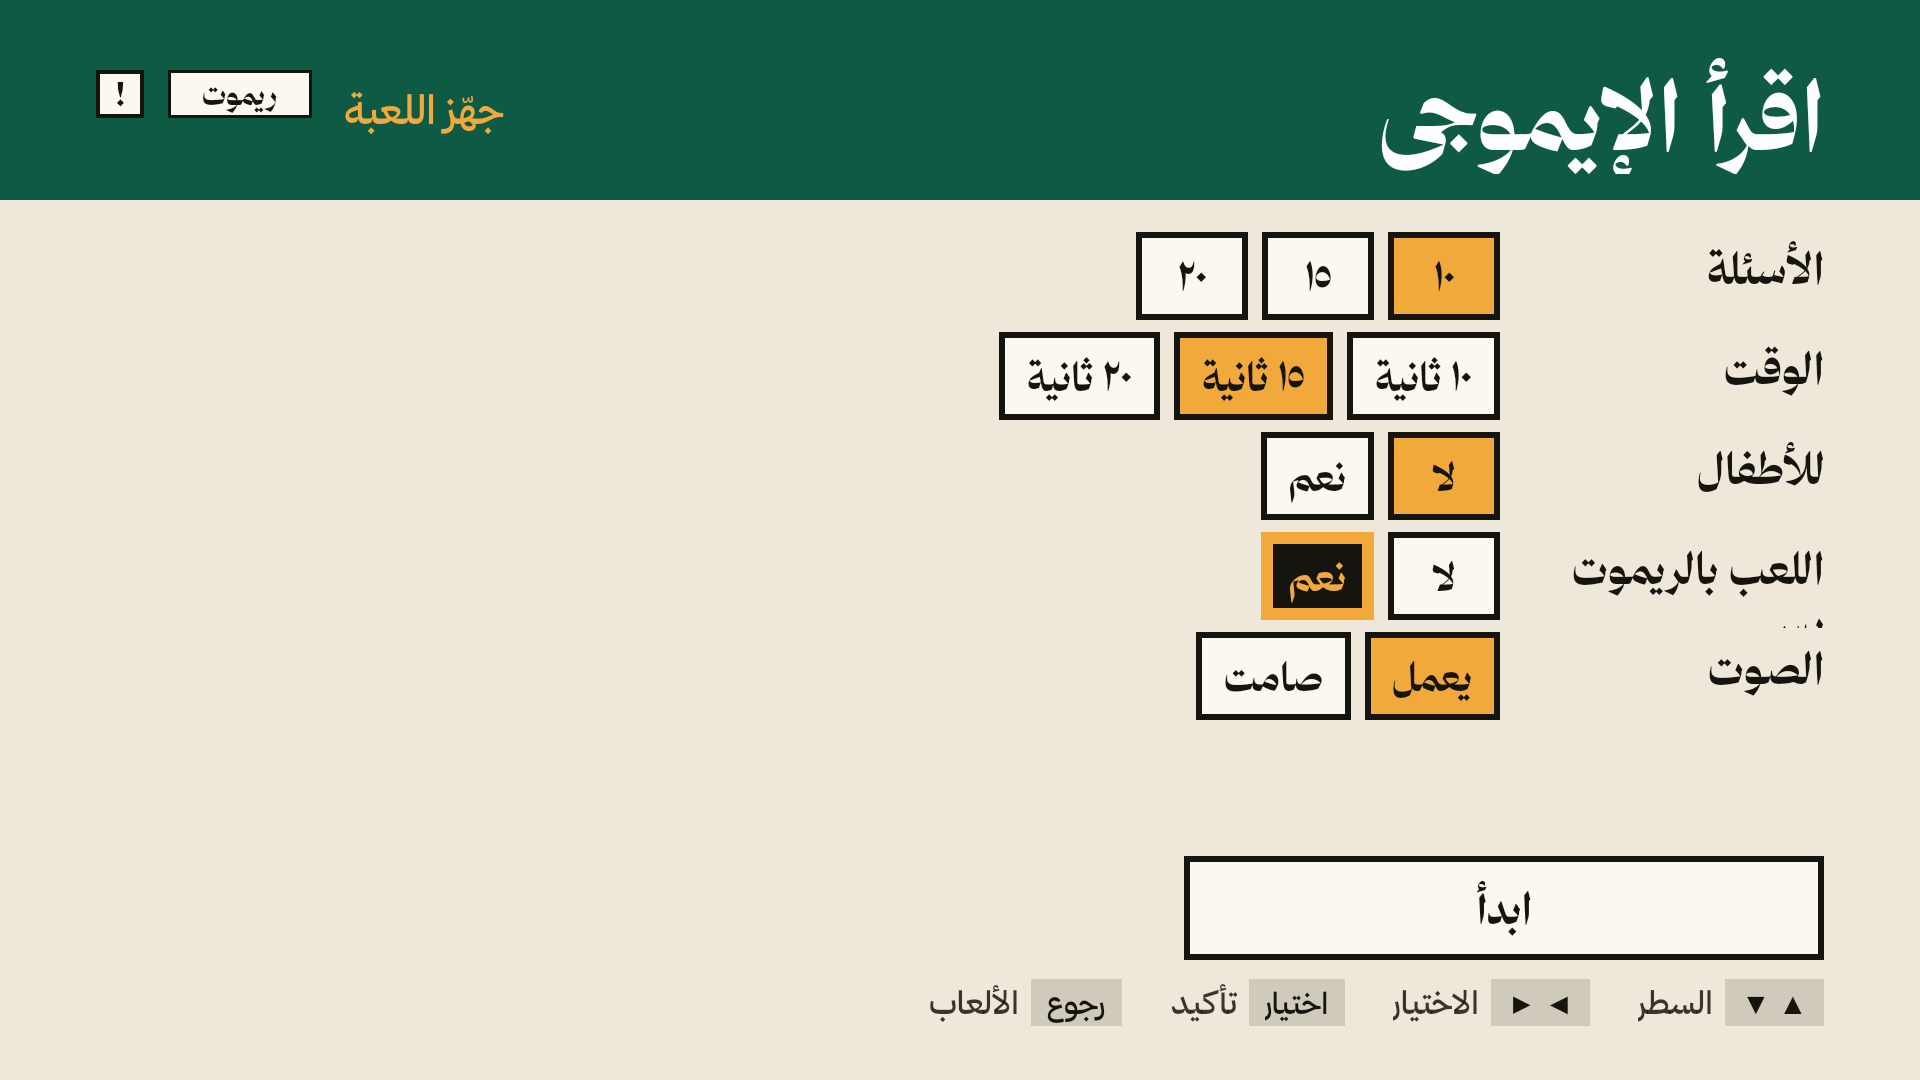 اقرأ الإيموجى
جهّز اللعبة
ريموت
!
الأسئلة
١٠ ١٥ ٢٠
الوقت
١٠ ثانية ١٥ ثانية ٢٠ ثانية
للأطفال
لا نعم
اللعب بالريموت
لا نعم
الصوت
يعمل صامت
ابدأ
▲ ▼ السطر ◄ ► الاختيار اختيار تأكيد رجوع الألعاب